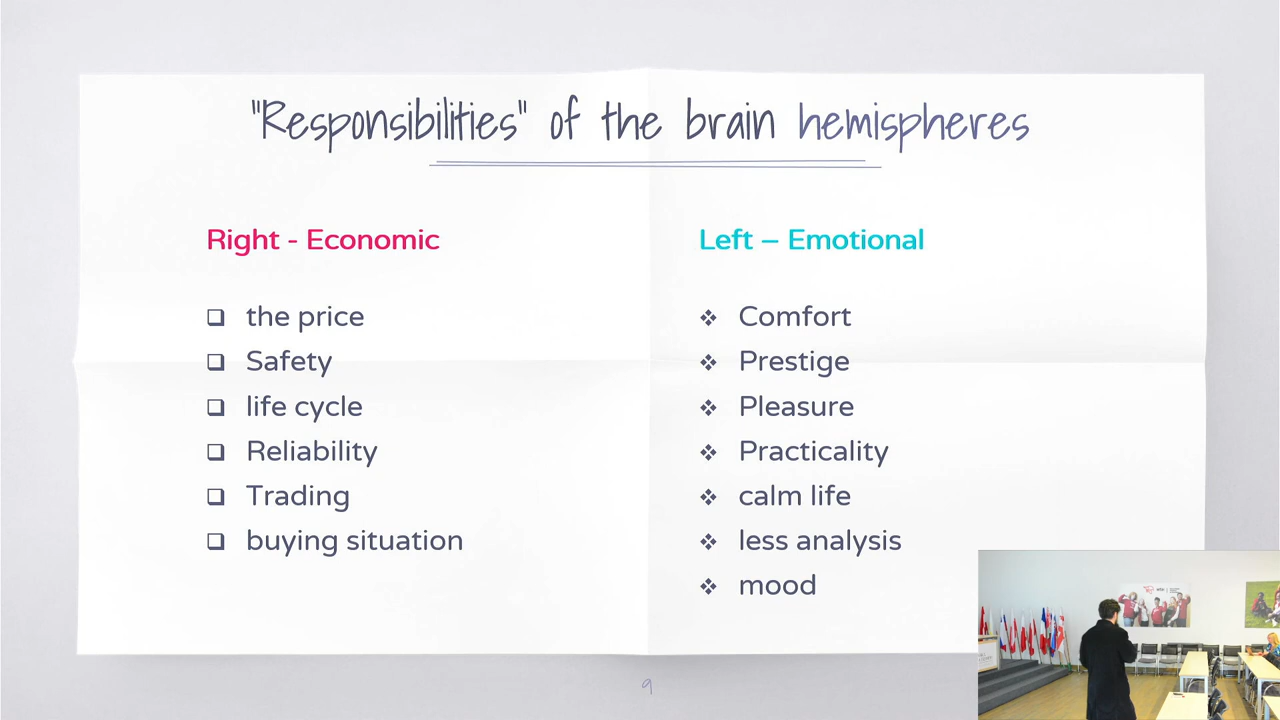 "Responsibilities" of the brain hemispheres
Right - Economic
the price
Safety
life cycle
Reliability
Trading
buying situation
Left – Emotional
Comfort
Prestige
Pleasure
Practicality
calm life
less analysis
mood
9